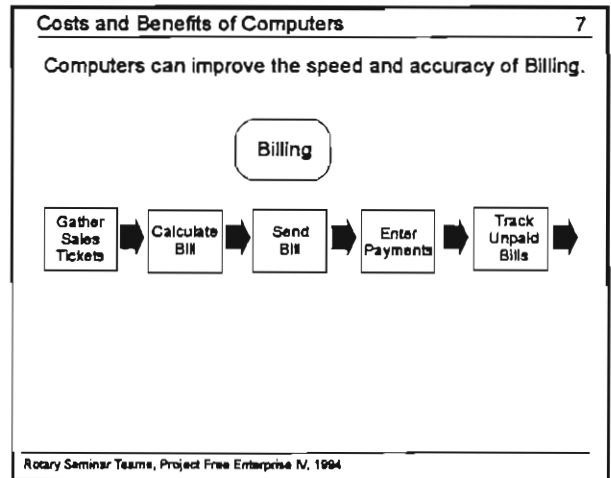 Costs and Benefits of Computers 7
Computers can improve the speed and accuracy of Billing.
Billing
Gather
Sales
Tickets
Calculate
Bill
Send
Bill
Enter
Payments
Track
Unpaid
Bills
Rotary Seminar Teams, Project Free Enterprise IV, 1994